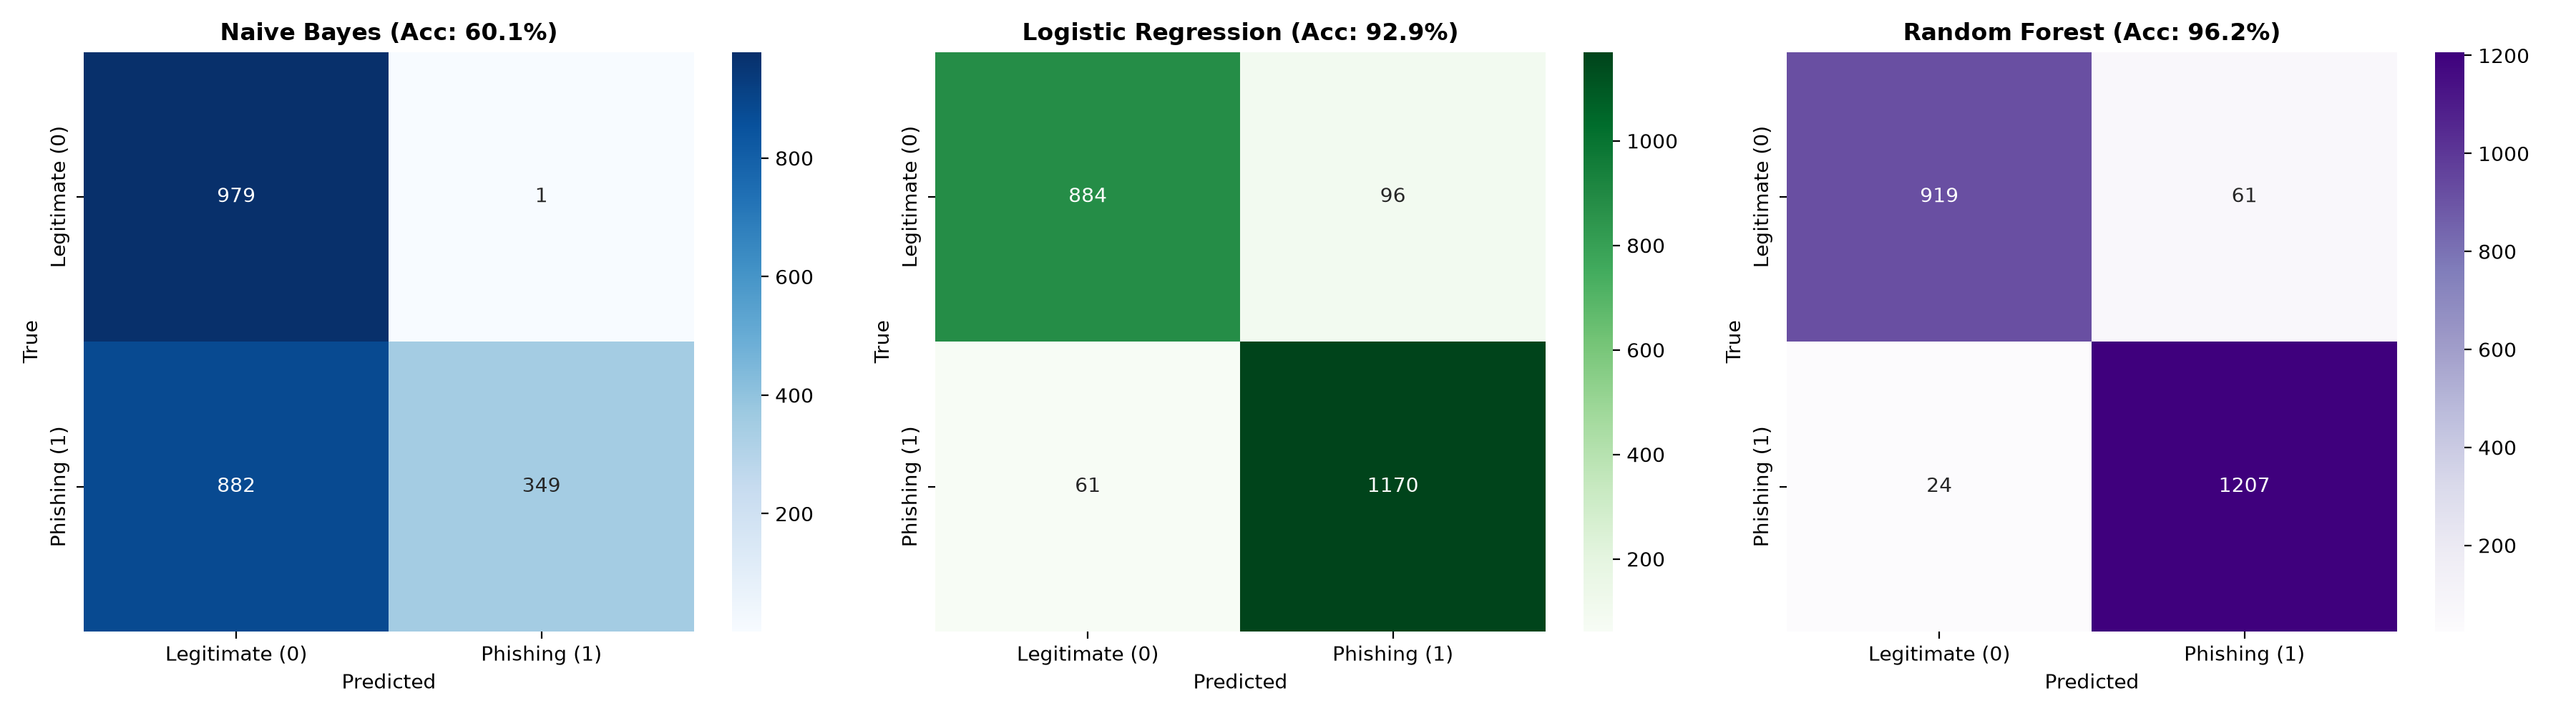 Naive Bayes (Acc: 60.1%)
True
Legitimate (0)
Phishing (1)
979
1
882
349
Legitimate (0)
Phishing (1)
Predicted
800
600
400
200
Logistic Regression (Acc: 92.9%)
True
Legitimate (0)
Phishing (1)
884
96
61
1170
Legitimate (0)
Phishing (1)
Predicted
1000
800
600
400
200
Random Forest (Acc: 96.2%)
True
Legitimate (0)
Phishing (1)
919
61
24
1207
Legitimate (0)
Phishing (1)
Predicted
1200
1000
800
600
400
200